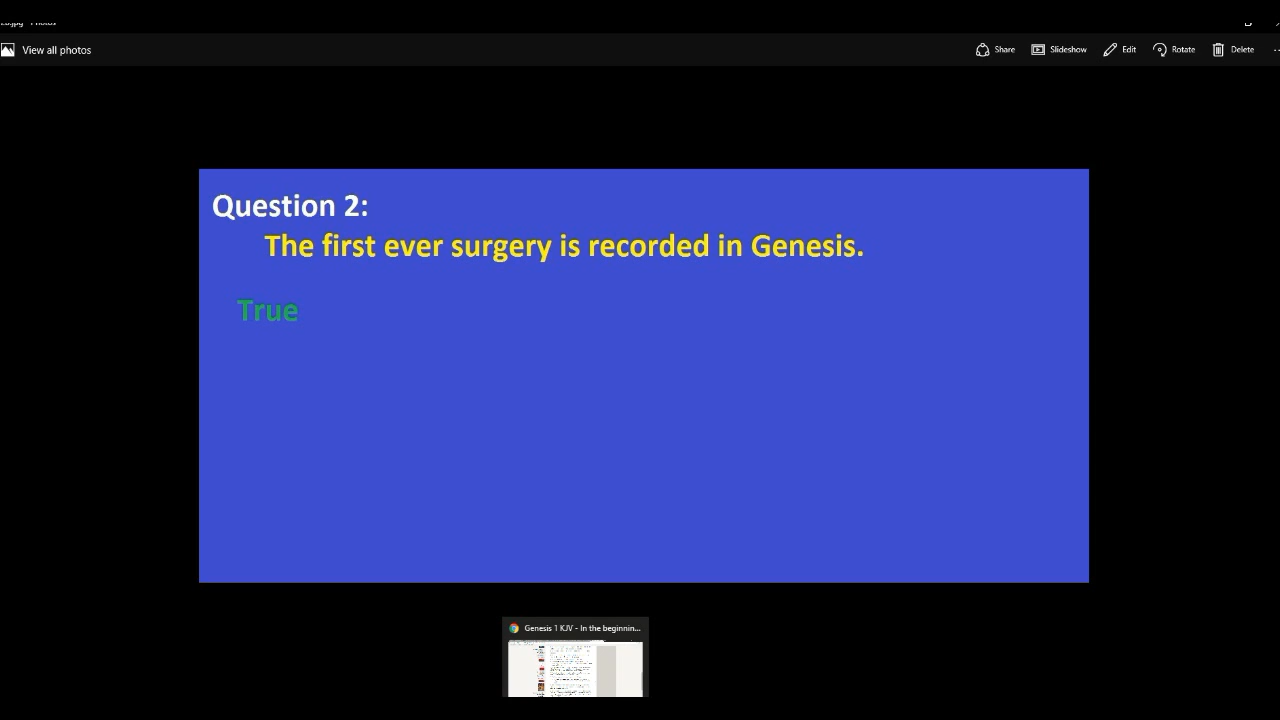 View all photos
Share
Slideshow
Edit
Rotate
Delete
Question 2:
The first ever surgery is recorded in Genesis.
True
Genesis 1 KJV - In the beginnin...